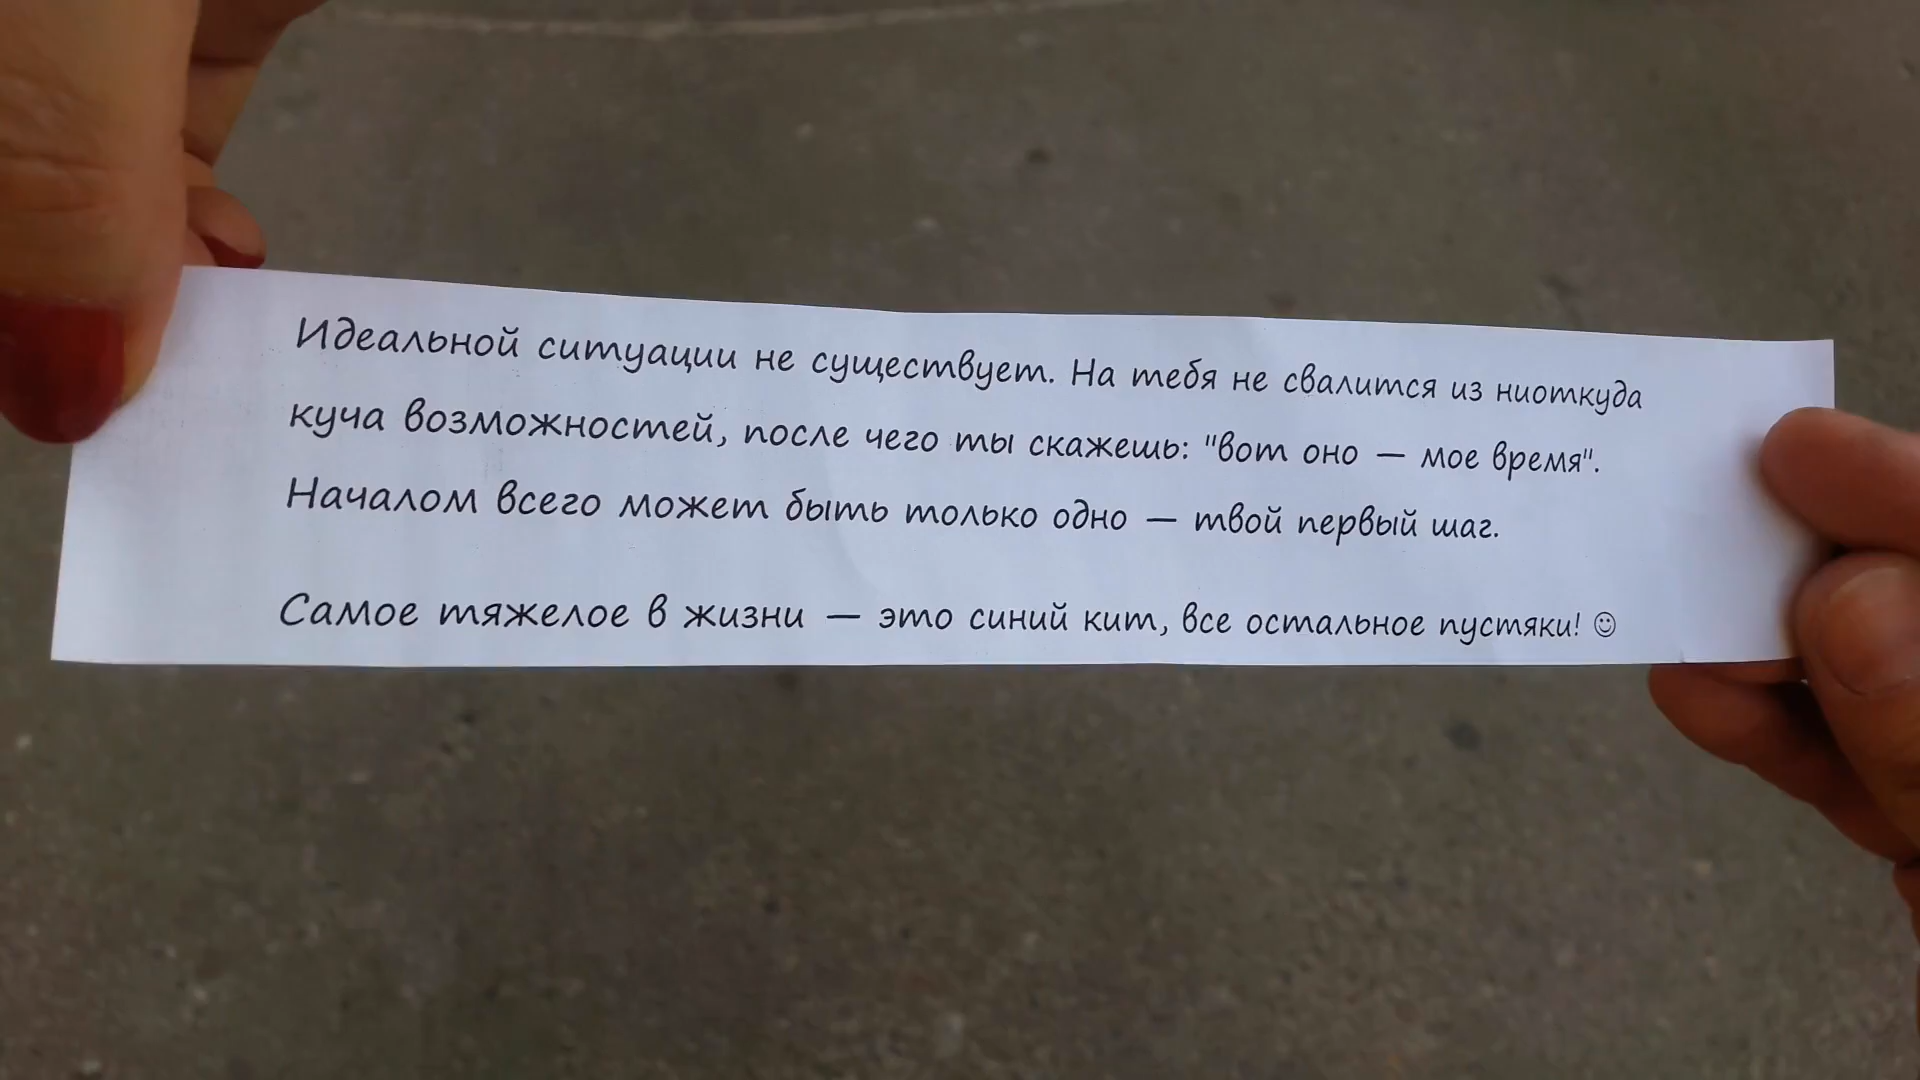 Идеальной ситуации не существует. На тебя не свалится из ниоткуда
куча возможностей, после чего ты скажешь: "вот оно — мое время".
Началом всего может быть только одно — твой первый шаг.
Самое тяжелое в жизни — это синий кит, все остальное пустяки! ☺